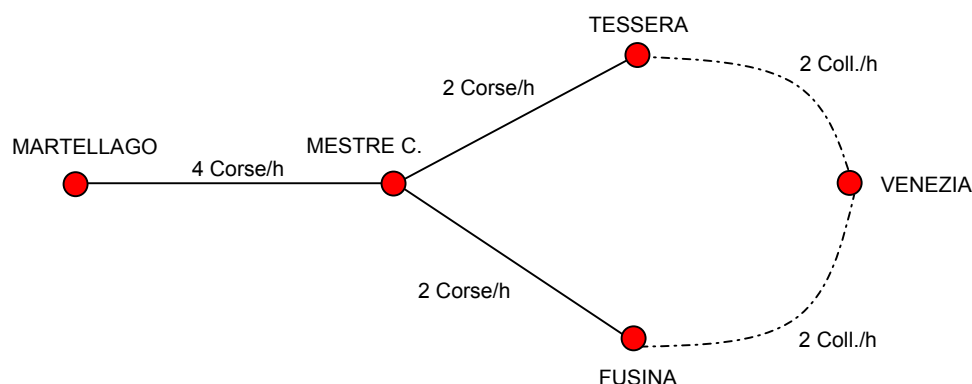 TESSERA
2 Coll./h
2 Corse/h
MARTELLAGO
MESTRE C.
4 Corse/h
VENEZIA
2 Corse/h
2 Coll./h
FUSINA